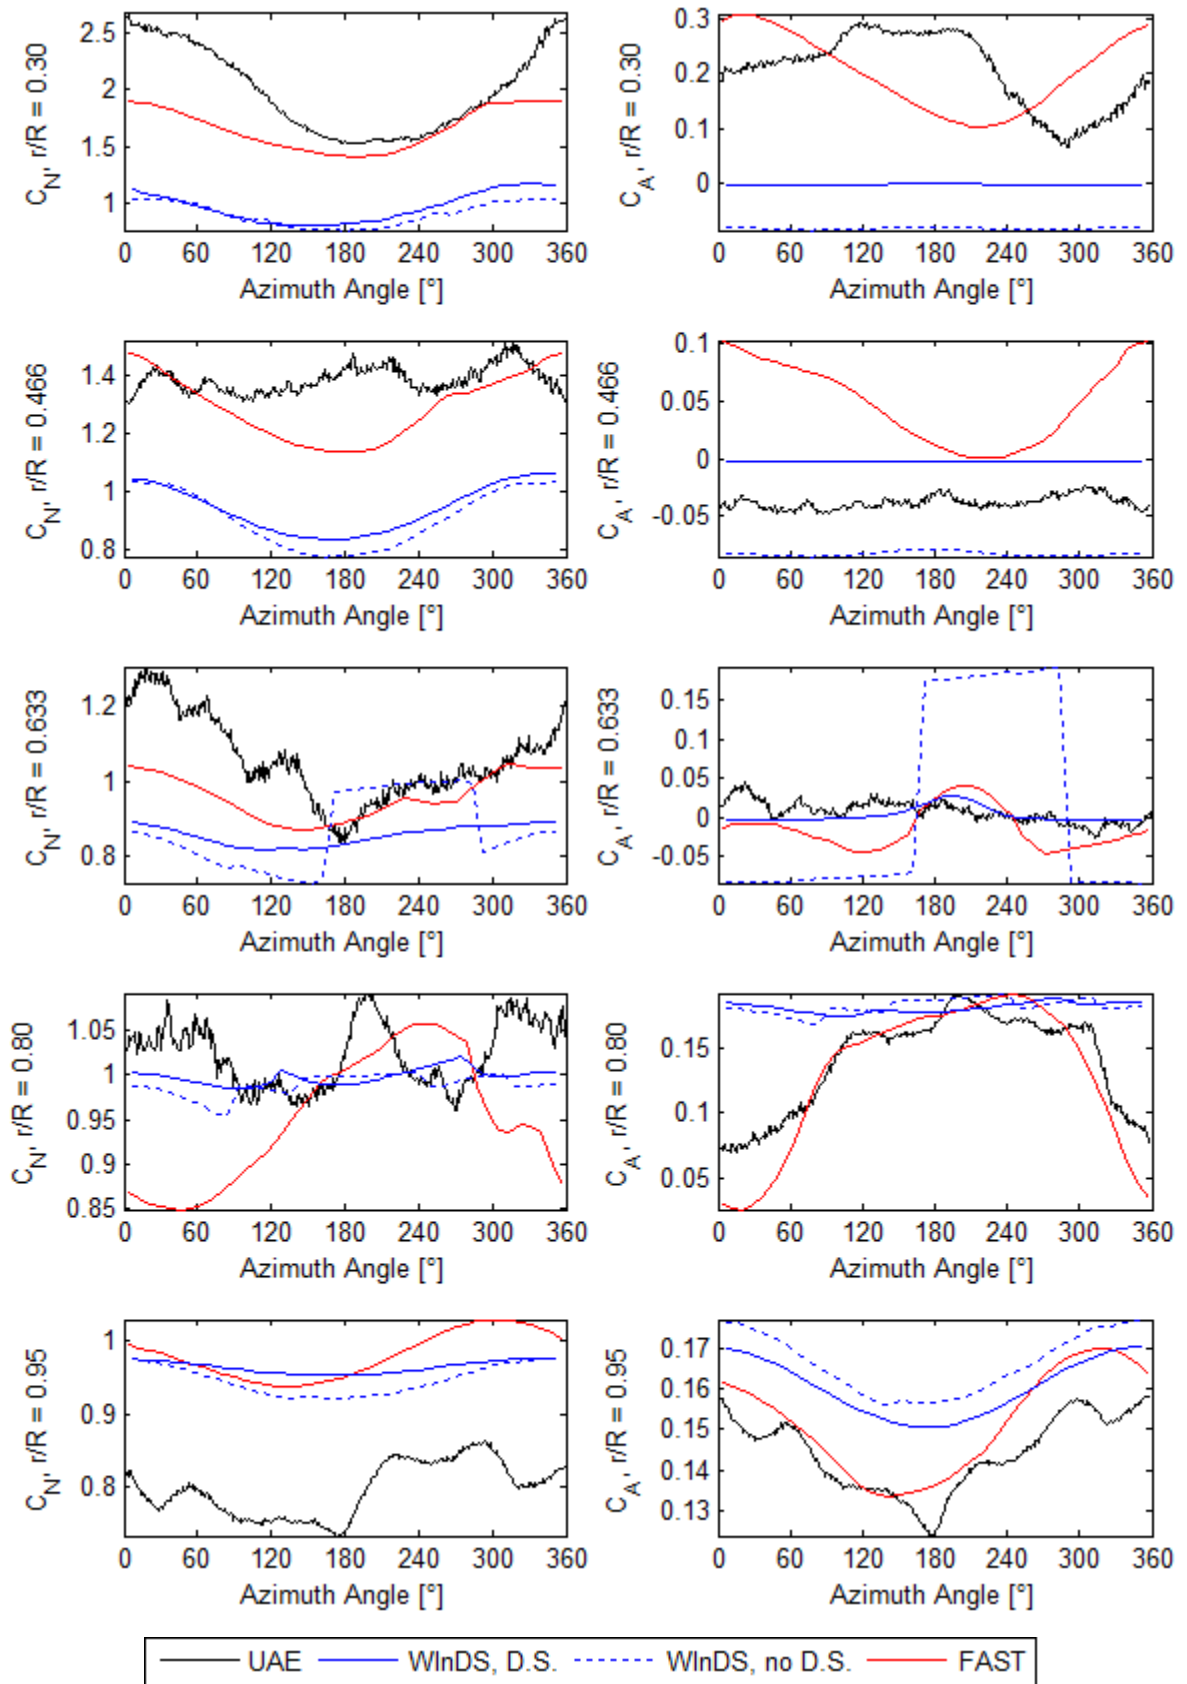 C_N, r/R = 0.30
2.5
2
1.5
1
0 60 120 180 240 300 360
Azimuth Angle [°]
C_A, r/R = 0.30
0.3
0.2
0.1
0
0 60 120 180 240 300 360
Azimuth Angle [°]
C_N, r/R = 0.466
1.4
1.2
1
0.8
0 60 120 180 240 300 360
Azimuth Angle [°]
C_A, r/R = 0.466
0.1
0.05
0
-0.05
0 60 120 180 240 300 360
Azimuth Angle [°]
C_N, r/R = 0.633
1.2
1
0.8
0 60 120 180 240 300 360
Azimuth Angle [°]
C_A, r/R = 0.633
0.15
0.1
0.05
0
-0.05
0 60 120 180 240 300 360
Azimuth Angle [°]
C_N, r/R = 0.80
1.05
1
0.95
0.9
0.85
0 60 120 180 240 300 360
Azimuth Angle [°]
C_A, r/R = 0.80
0.15
0.1
0.05
0 60 120 180 240 300 360
Azimuth Angle [°]
C_N, r/R = 0.95
1
0.9
0.8
0 60 120 180 240 300 360
Azimuth Angle [°]
C_A, r/R = 0.95
0.17
0.16
0.15
0.14
0.13
0 60 120 180 240 300 360
Azimuth Angle [°]
UAE WInDS, D.S. WInDS, no D.S. FAST